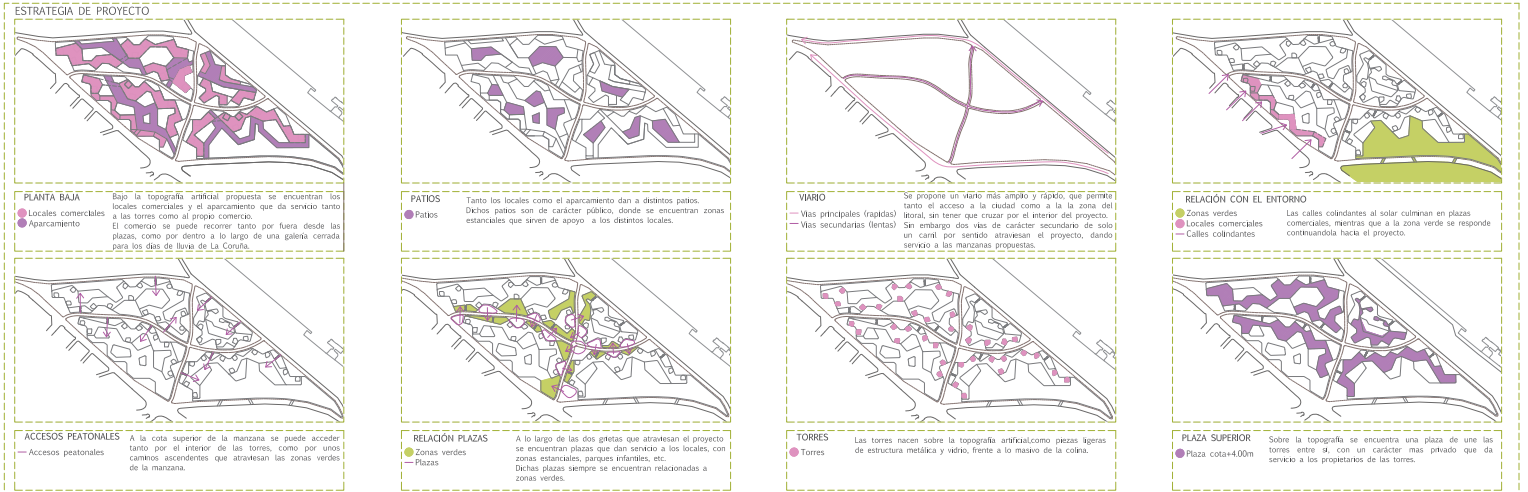 ESTRATEGIA DE PROYECTO
PLANTA BAJA
Locales comerciales
Aparcamiento
Bajo la topografía artificial propuesta se encuentran los
locales comerciales y el aparcamiento que da servicio tanto
a las torres como al propio comercio.
El comercio se puede recorrer tanto por fuera desde las
plazas, como por dentro a lo largo de una galería cerrada
para los días de lluvia de La Coruña.
PATIOS
Patios
Tanto los locales como el aparcamiento dan a distintos patios.
Dichos patios son de carácter público, donde se encuentran zonas
estanciales que sirven de apoyo a los distintos locales.
VIARIO
Vías principales (rapidas)
Vías secundarias (lentas)
Se propone un viario más amplio y rápido, que permite
tanto el acceso a la ciudad como a la la zona del
litoral, sin tener que cruzar por el interior del proyecto.
Sin embargo dos vías de carácter secundario de solo
un carril por sentido atraviesan el proyecto, dando
servicio a las manzanas propuestas.
RELACIÓN CON EL ENTORNO
Zonas verdes
Locales comerciales
Calles colindantes
Las calles colindantes al solar culminan en plazas
comerciales, mientras que a la zona verde se responde
continuandola hacia el proyecto.
ACCESOS PEATONALES
Accesos peatonales
A la cota superior de la manzana se puede acceder
tanto por el interior de las torres, como por unos
caminos ascendentes que atraviesan las zonas verdes
de la manzana.
RELACIÓN PLAZAS
Zonas verdes
Plazas
A lo largo de las dos grietas que atraviesan el proyecto
se encuentran plazas que dan servicio a los locales, con
zonas estanciales, parques infantiles, etc.
Dichas plazas siempre se encuentran relacionadas a
zonas verdes.
TORRES
Torres
Las torres nacen sobre la topografía artificial,como piezas ligeras
de estructura metálica y vidrio, frente a lo masivo de la colina.
PLAZA SUPERIOR
Plaza cota+4.00m
Sobre la topografía se encuentra una plaza de une las
torres entre si, con un carácter mas privado que da
servicio a los propietarios de las torres.